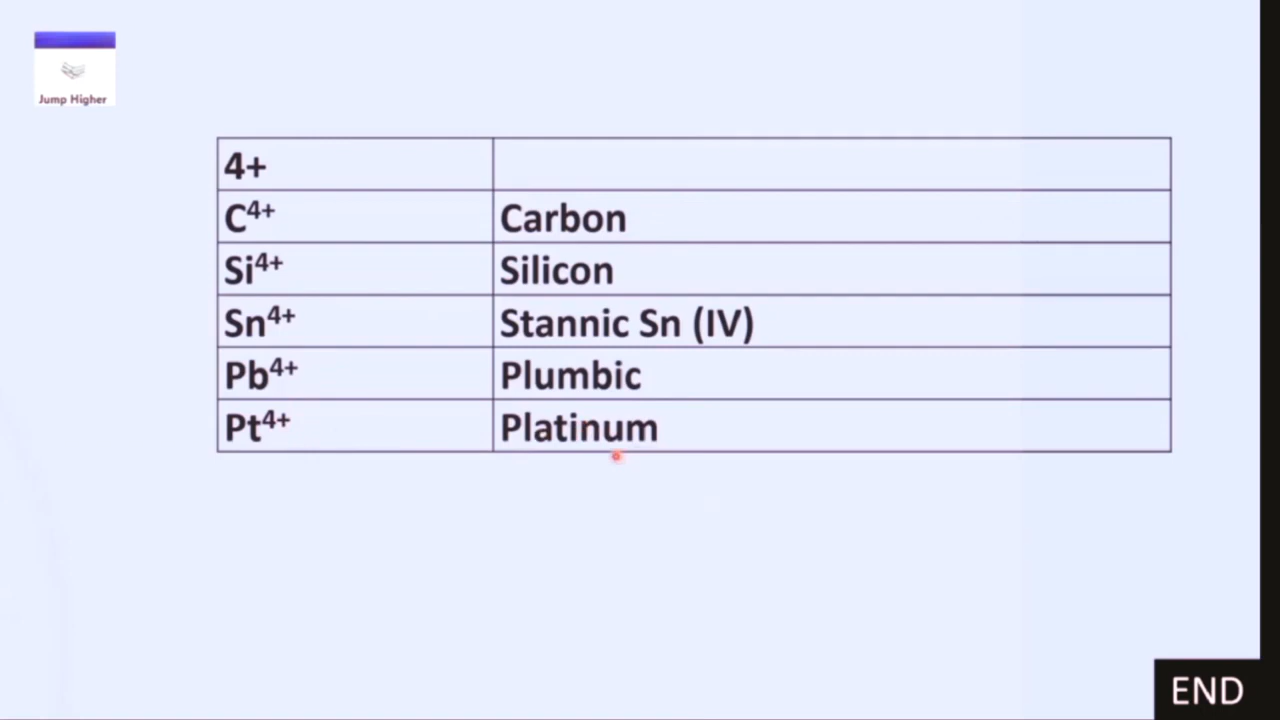 Jump Higher
4+
C⁴⁺ Carbon
Si⁴⁺ Silicon
Sn⁴⁺ Stannic Sn (IV)
Pb⁴⁺ Plumbic
Pt⁴⁺ Platinum
END